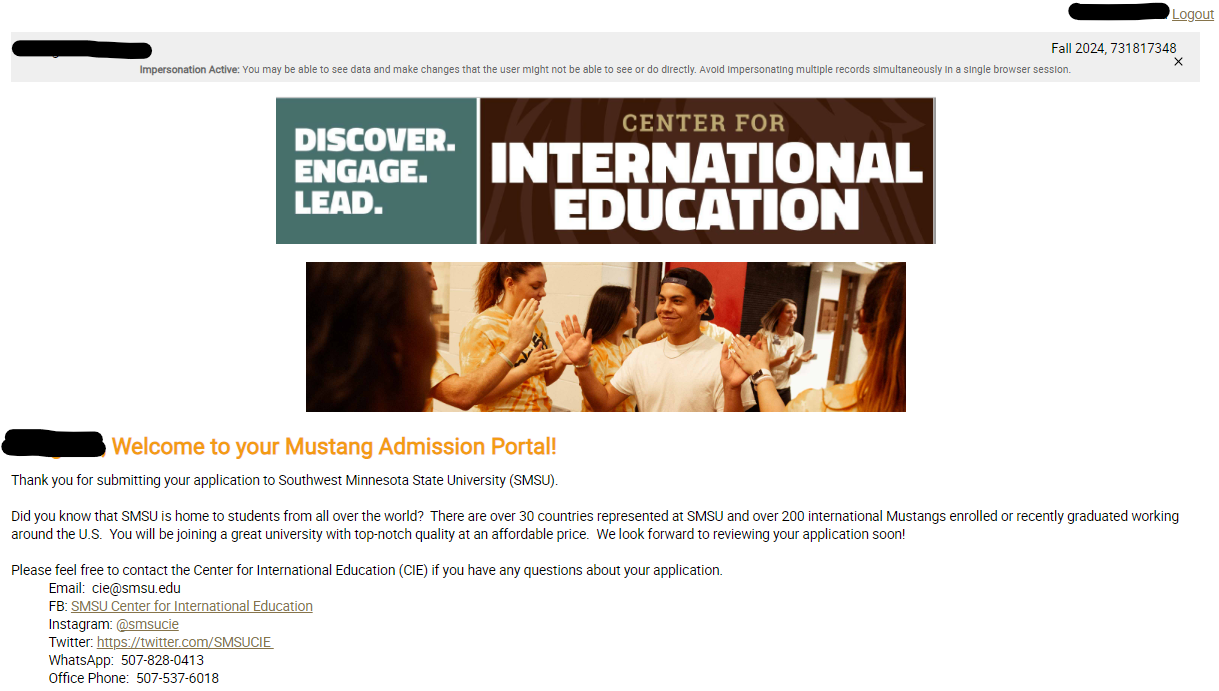 Logout
Fall 2024, 731817348
×
Impersonation Active: You may be able to see data and make changes that the user might not be able to see or do directly. Avoid impersonating multiple records simultaneously in a single browser session.
DISCOVER.
ENGAGE.
LEAD.
CENTER FOR
INTERNATIONAL
EDUCATION
Welcome to your Mustang Admission Portal!
Thank you for submitting your application to Southwest Minnesota State University (SMSU).
Did you know that SMSU is home to students from all over the world?  There are over 30 countries represented at SMSU and over 200 international Mustangs enrolled or recently graduated working
around the U.S.  You will be joining a great university with top-notch quality at an affordable price.  We look forward to reviewing your application soon!
Please feel free to contact the Center for International Education (CIE) if you have any questions about your application.
Email:  cie@smsu.edu
FB: SMSU Center for International Education
Instagram: @smsucie
Twitter: https://twitter.com/SMSUCIE
WhatsApp:  507-828-0413
Office Phone:  507-537-6018